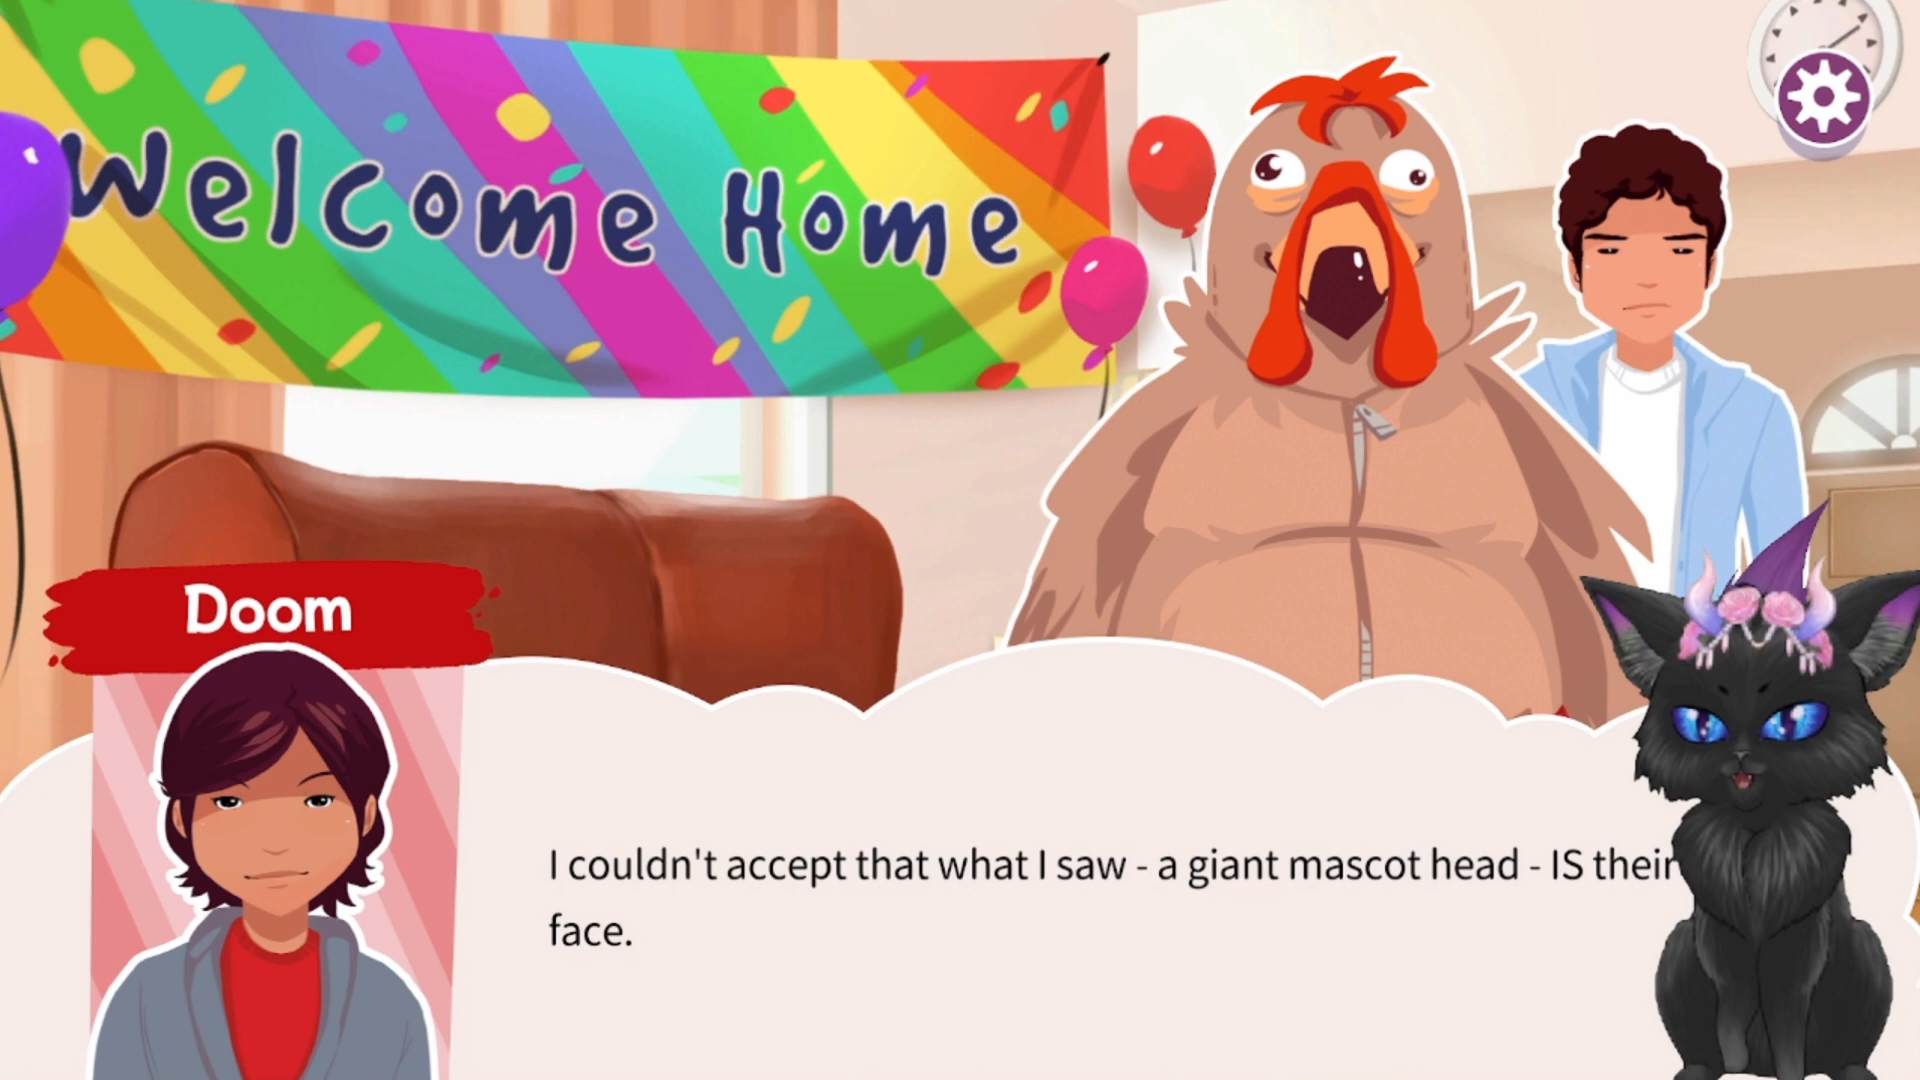 Welcome Home
Doom
I couldn't accept that what I saw - a giant mascot head - IS their
face.